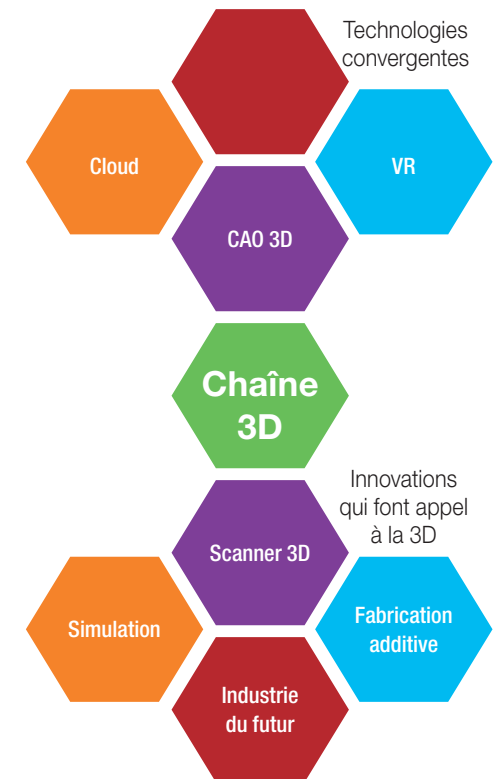 Technologies
convergentes
Cloud
VR
CAO 3D
Chaîne
3D
Innovations
qui font appel
à la 3D
Scanner 3D
Simulation
Fabrication
additive
Industrie
du futur